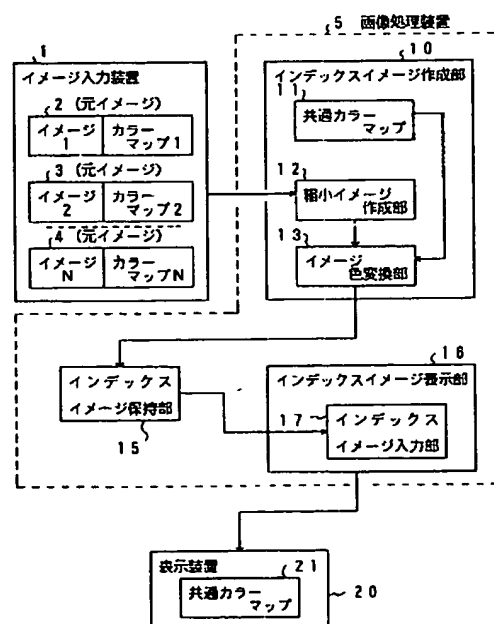 5 画像処理装置
1
イメージ入力装置
2 (元イメージ)
イメージ カラー
1 マップ1
3 (元イメージ)
イメージ カラー
2 マップ2
4 (元イメージ)
イメージ カラー
N マップN
10
インデックスイメージ作成部
11
共通カラー
マップ
12
縮小イメージ
作成部
13
イメージ
色変換部
インデックス
イメージ保持部
15
16
インデックスイメージ表示部
17
インデックス
イメージ入力部
表示装置
21
共通カラー
マップ
20